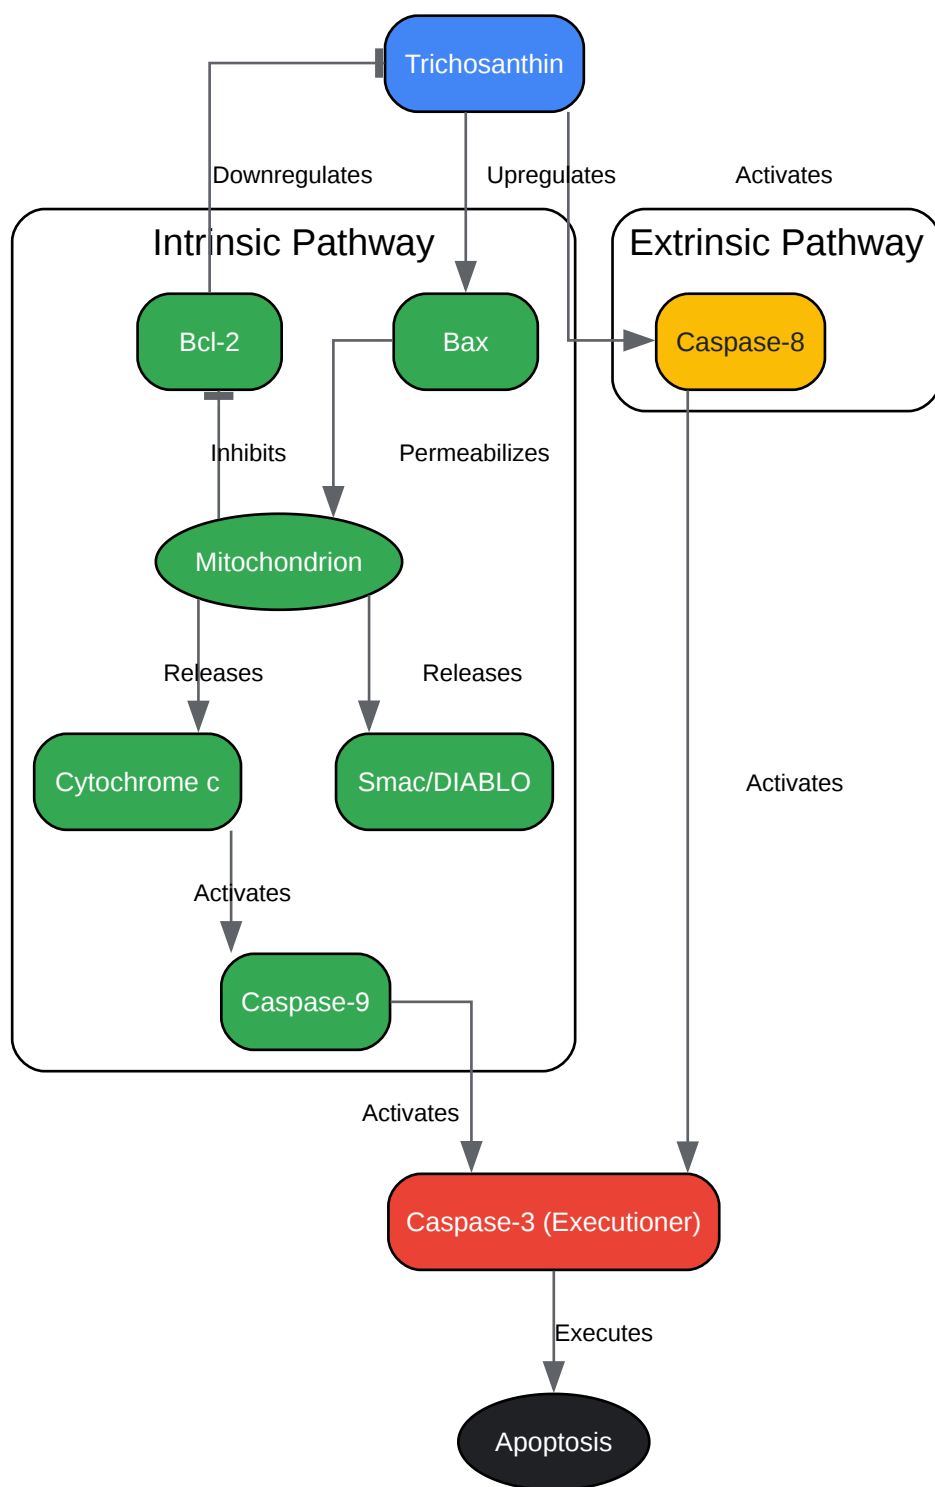 Trichosanthin
Downregulates
Upregulates
Activates
Intrinsic Pathway
Extrinsic Pathway
Bcl-2
Bax
Caspase-8
Inhibits
Permeabilizes
Mitochondrion
Releases
Releases
Cytochrome c
Smac/DIABLO
Activates
Activates
Caspase-9
Activates
Caspase-3 (Executioner)
Executes
Apoptosis